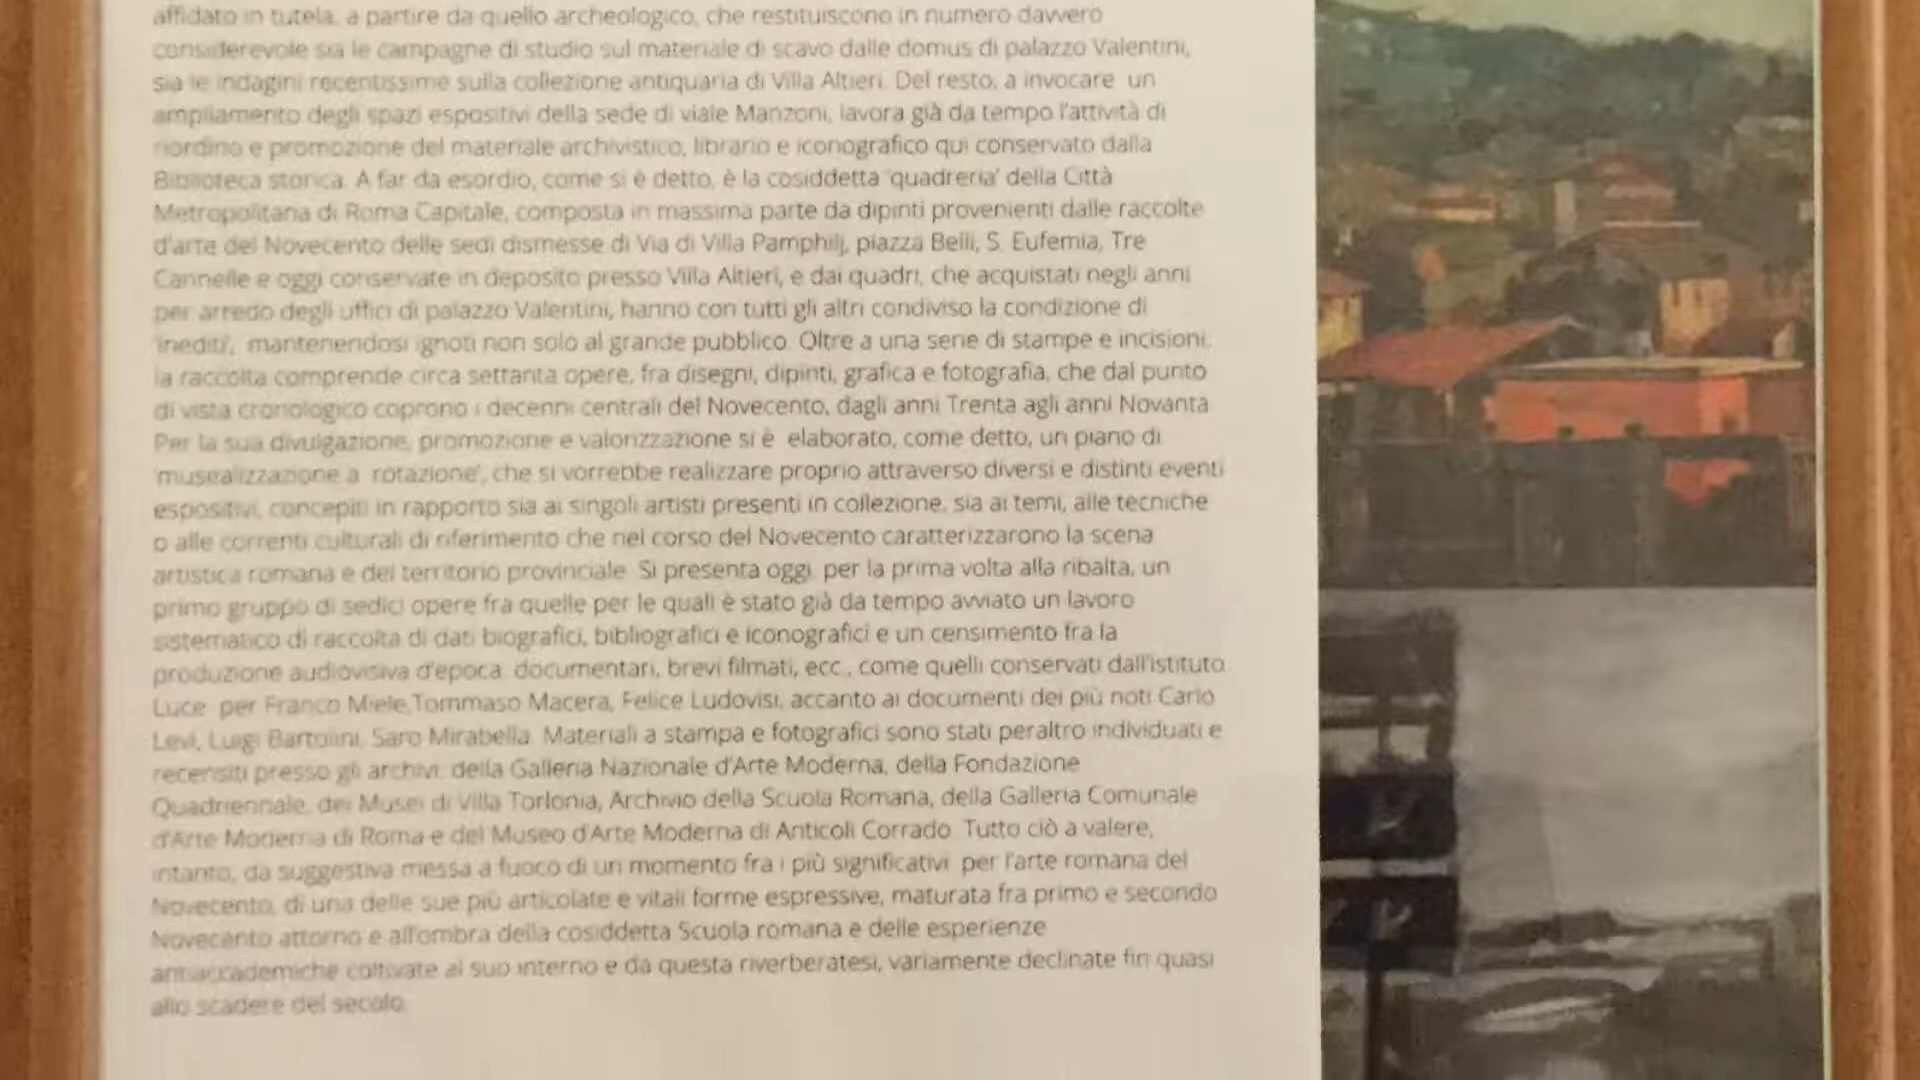 affidato in tutela, a partire da quello archeologico, che restituiscono in numero davvero
considerevole sia le campagne di studio sul materiale di scavo dalle domus di palazzo Valentini,
sia le indagini recentissime sulla collezione antiquaria di Villa Altieri. Del resto, a invocare un
ampliamento degli spazi espositivi della sede di viale Manzoni, lavora già da tempo l'attività di
riordino e promozione del materiale archivistico, librario e iconografico qui conservato dalla
Biblioteca storica. A far da esordio, come si è detto, è la cosiddetta 'quadreria' della Città
Metropolitana di Roma Capitale, composta in massima parte da dipinti provenienti dalle raccolte
d'arte del Novecento delle sedi dismesse di Via di Villa Pamphilj, piazza Belli, S. Eufemia, Tre
Cannelle e oggi conservate in deposito presso Villa Altieri, e dai quadri, che acquistati negli anni
per arredo degli uffici di palazzo Valentini, hanno con tutti gli altri condiviso la condizione di
'inediti', mantenendosi ignoti non solo al grande pubblico. Oltre a una serie di stampe e incisioni,
la raccolta comprende circa settanta opere, fra disegni, dipinti, grafica e fotografia, che dal punto
di vista cronologico coprono i decenni centrali del Novecento, dagli anni Trenta agli anni Novanta.
Per la sua divulgazione, promozione e valorizzazione si è elaborato, come detto, un piano di
'musealizzazione a rotazione', che si vorrebbe realizzare proprio attraverso diversi e distinti eventi
espositivi, concepiti in rapporto sia ai singoli artisti presenti in collezione, sia ai temi, alle tecniche
o alle correnti culturali di riferimento che nel corso del Novecento caratterizzarono la scena
artistica romana e del territorio provinciale. Si presenta oggi, per la prima volta alla ribalta, un
primo gruppo di sedici opere fra quelle per le quali è stato già da tempo avviato un lavoro
sistematico di raccolta di dati biografici, bibliografici e iconografici e un censimento fra la
produzione audiovisiva d'epoca: documentari, brevi filmati, ecc., come quelli conservati dall'Istituto
Luce per Franco Miele,Tommaso Macera, Felice Ludovisi, accanto ai documenti dei più noti Carlo
Levi, Luigi Bartolini, Saro Mirabella. Materiali a stampa e fotografici sono stati peraltro individuati e
recensiti presso gli archivi: della Galleria Nazionale d'Arte Moderna, della Fondazione
Quadriennale, dei Musei di Villa Torlonia, Archivio della Scuola Romana, della Galleria Comunale
d'Arte Moderna di Roma e del Museo d'Arte Moderna di Anticoli Corrado. Tutto ciò a valere,
intanto, da suggestiva messa a fuoco di un momento fra i più significativi per l'arte romana del
Novecento, di una delle sue più articolate e vitali forme espressive, maturata fra primo e secondo
Novecento attorno e all'ombra della cosiddetta Scuola romana e delle esperienze
antiaccademiche coltivate al suo interno e da questa riverberatesi, variamente declinate fin quasi
allo scadere del secolo.